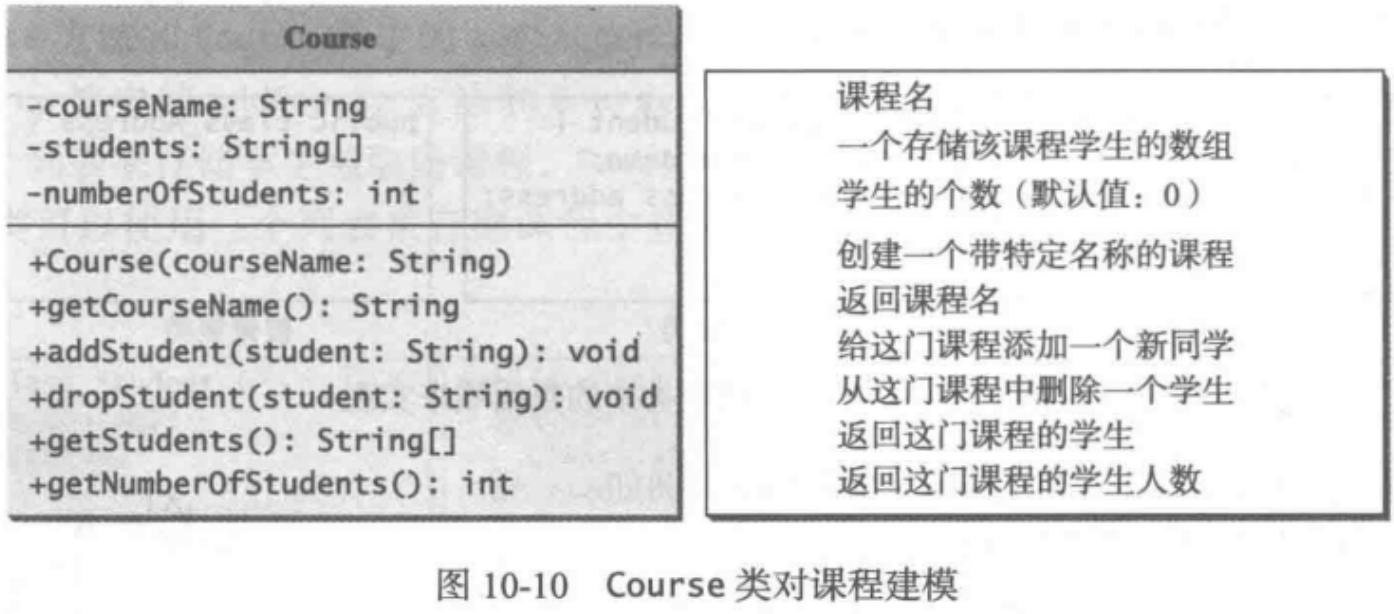 Course
-courseName: String
-students: String[]
-numberOfStudents: int
+Course(courseName: String)
+getCourseName(): String
+addStudent(student: String): void
+dropStudent(student: String): void
+getStudents(): String[]
+getNumberOfStudents(): int
课程名
一个存储该课程学生的数组
学生的个数（默认值：0）
创建一个带特定名称的课程
返回课程名
给这门课程添加一个新同学
从这门课程中删除一个学生
返回这门课程的学生
返回这门课程的学生人数
图 10-10 Course 类对课程建模